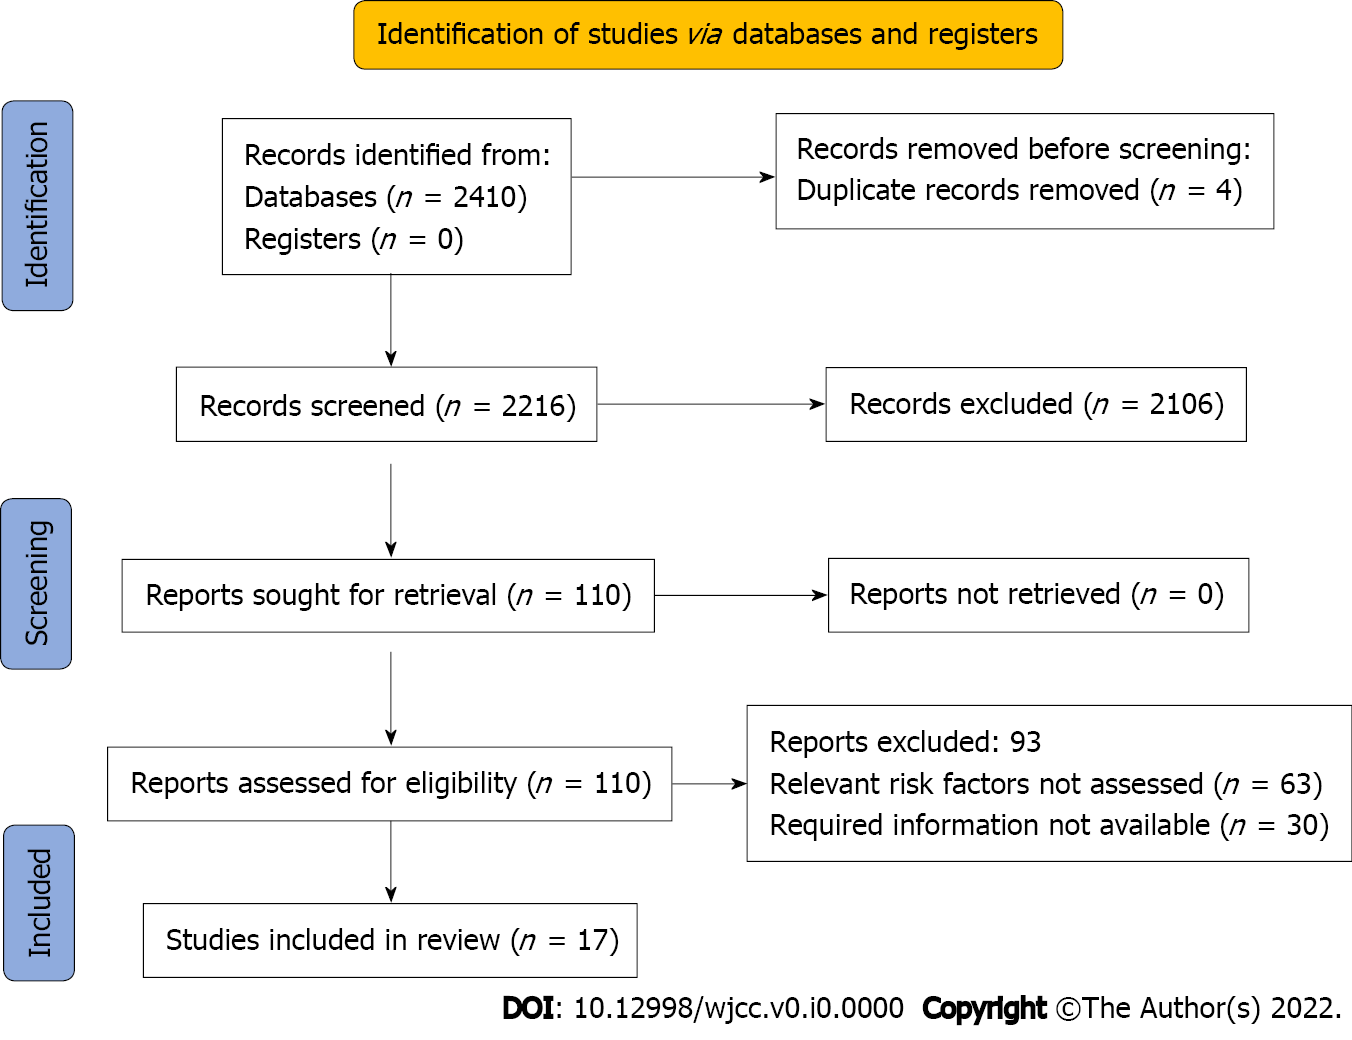 Identification of studies via databases and registers
Identification
Records identified from:
Databases (n = 2410)
Registers (n = 0)
Records removed before screening:
Duplicate records removed (n = 4)
Records screened (n = 2216)
Records excluded (n = 2106)
Screening
Reports sought for retrieval (n = 110)
Reports not retrieved (n = 0)
Reports assessed for eligibility (n = 110)
Reports excluded: 93
Relevant risk factors not assessed (n = 63)
Required information not available (n = 30)
Included
Studies included in review (n = 17)
DOI: 10.12998/wjcc.v0.i0.0000 Copyright ©The Author(s) 2022.